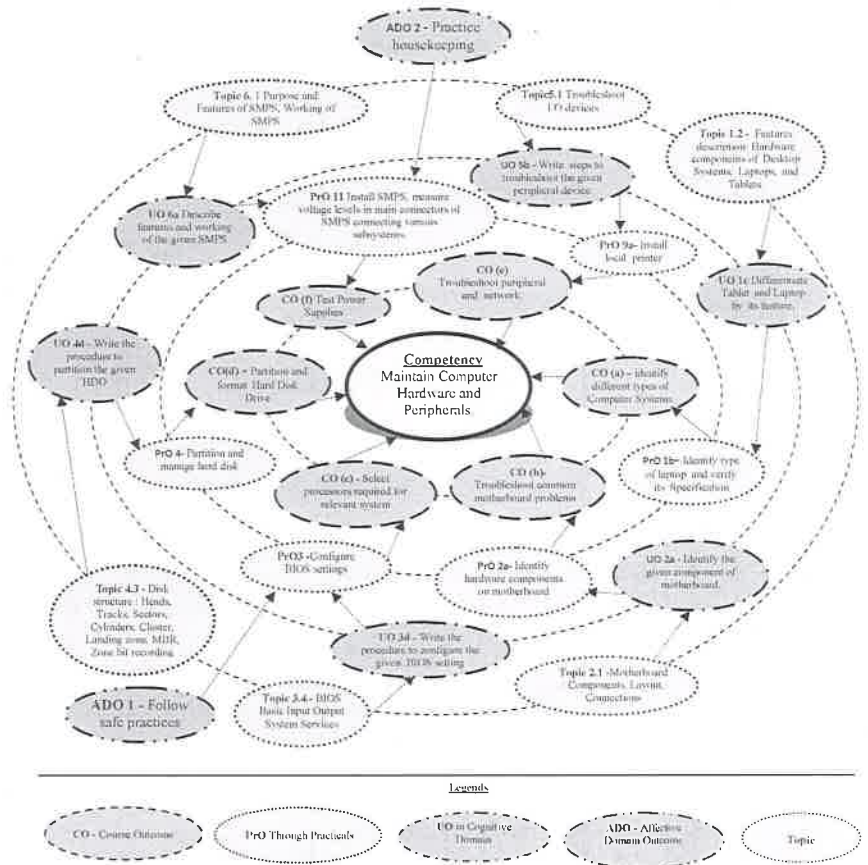 ADO 2 - Practice
housekeeping
Topic 6. 1 Purpose and
Features of SMPS, Working of
SMPS
Topic5.1 Troubleshoot
I/O devices
Topic 1.2 - Features
description: Hardware
components of Desktop
Systems, Laptops, and
Tablets
UO 5b - Write steps to
troubleshoot the given
peripheral device
UO 6a Describe
features and working
of the given SMPS
PrO 11 Install SMPS, measure
voltage levels in main connectors of
SMPS connecting various
subsystems.
PrO 9a- Install
local printer
CO (e)
Troubleshoot peripheral
and network.
UO 1c Differentiate
Tablet and Laptop
by its feature.
CO (f) Test Power
Supplies
UO 4d - Write the
procedure to
partition the given
HDD
CO(d) - Partition and
format Hard Disk
Drive
Competency
Maintain Computer
Hardware and
Peripherals
CO (a) – identify
different types of
Computer Systems
PrO 4- Partition and
manage hard disk
PrO 1b- Identify type
of laptop and verify
its Specification
CO (c) - Select
processors required for
relevant system
CO (b)-
Troubleshoot common
motherboard problems
PrO3 -Configure
BIOS settings
PrO 2a- Identify
hardware components
on motherboard
UO 2a - Identify the
given component of
motherboard.
Topic 4.3 - Disk
structure : Heads,
Tracks, Sectors,
Cylinders, Cluster,
Landing zone, MBR,
Zone bit recording
UO 3d - Write the
procedure to configure the
given BIOS setting
Topic 2.1 -Motherboard
Components, Layout,
Connections
ADO 1 - Follow
safe practices
Topic 3.4.- BIOS
Basic Input Output
System Services
Legends
CO - Course Outcome
PrO Through Practicals
UO in Cognitive
Domain
ADO - Affective
Domain Outcome
Topic